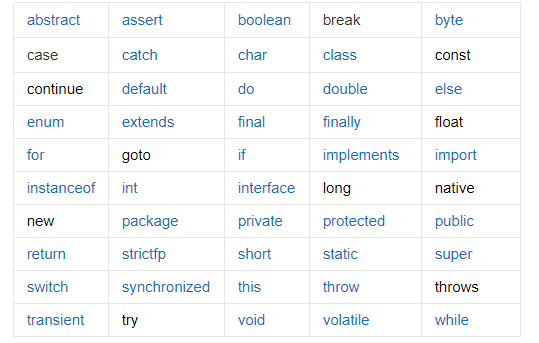 abstract assert boolean break byte
case catch char class const
continue default do double else
enum extends final finally float
for goto if implements import
instanceof int interface long native
new package private protected public
return strictfp short static super
switch synchronized this throw throws
transient try void volatile while